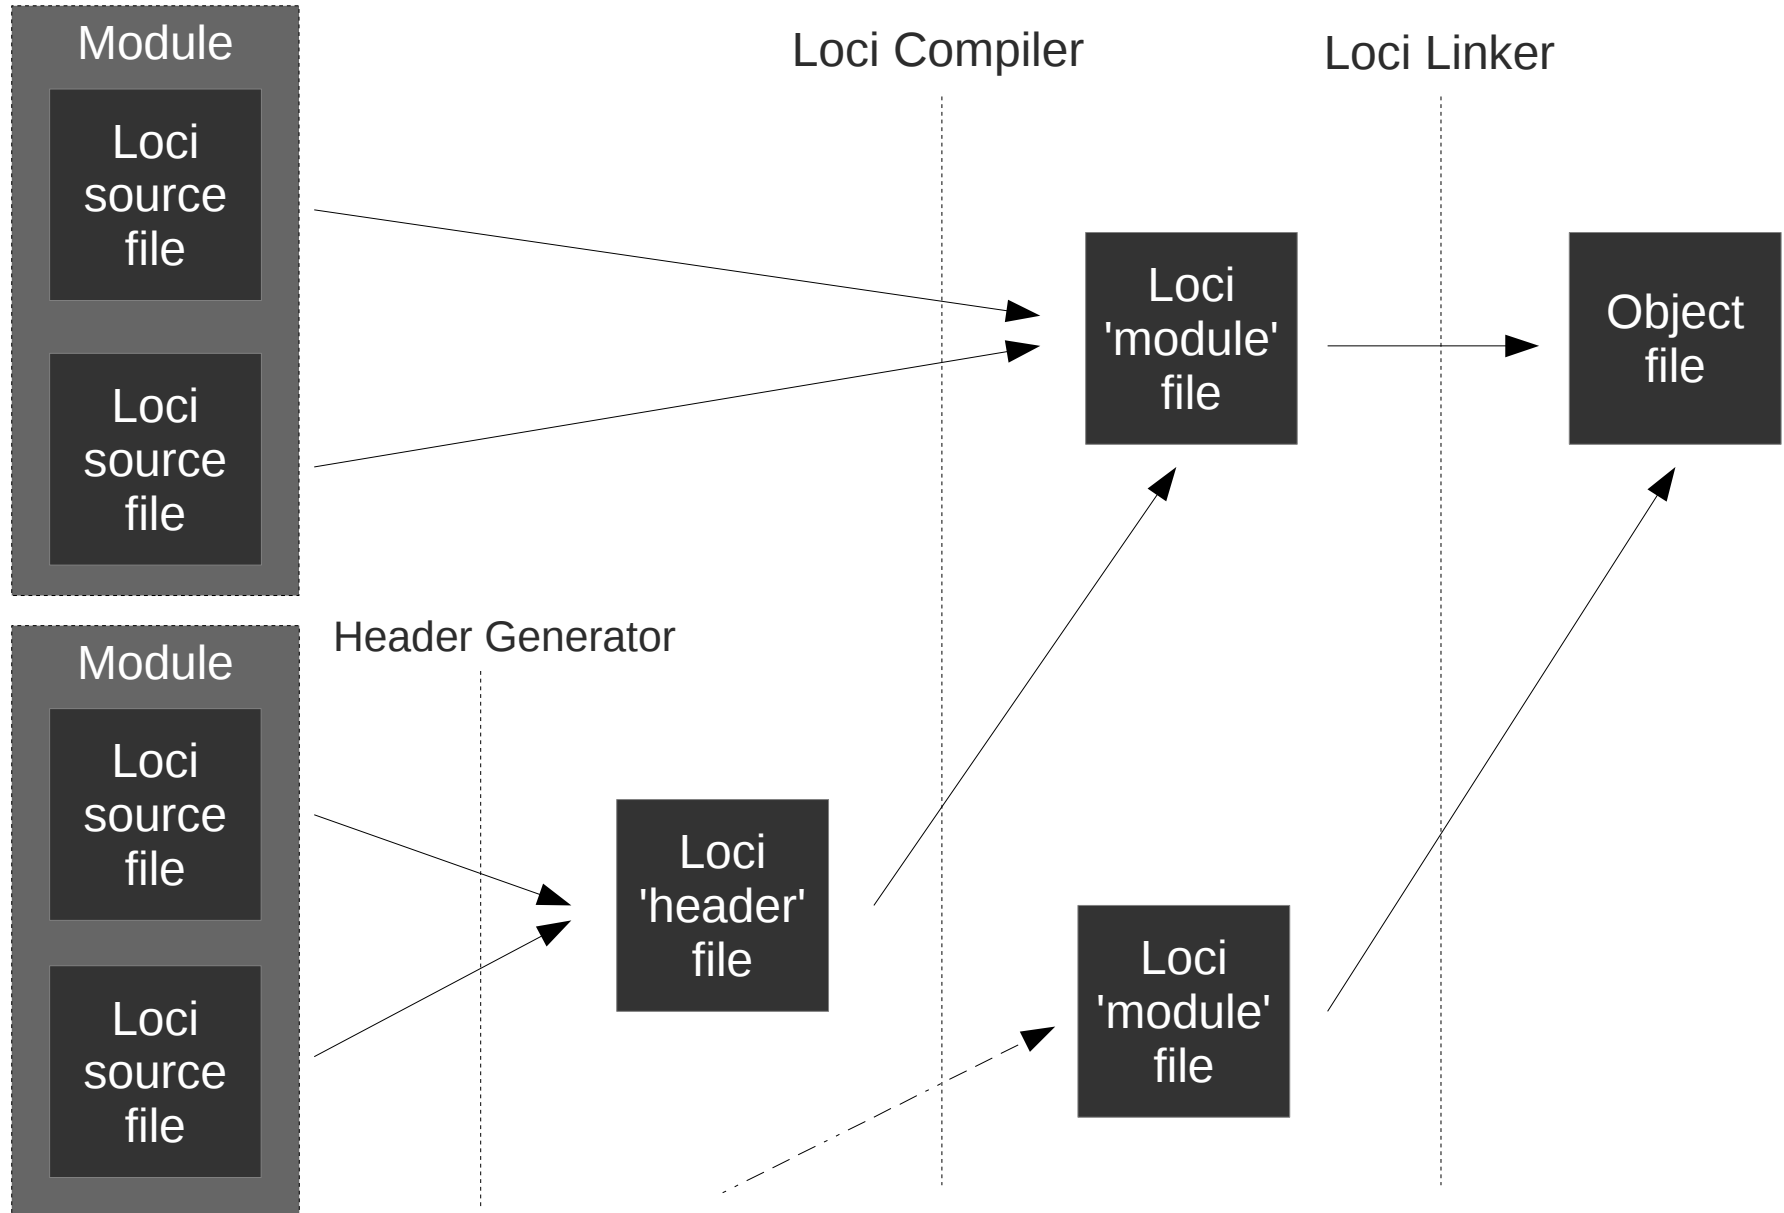 Module
Loci
source
file
Loci
source
file
Loci Compiler
Loci Linker
Loci
'module'
file
Object
file
Module
Loci
source
file
Loci
source
file
Header Generator
Loci
'header'
file
Loci
'module'
file